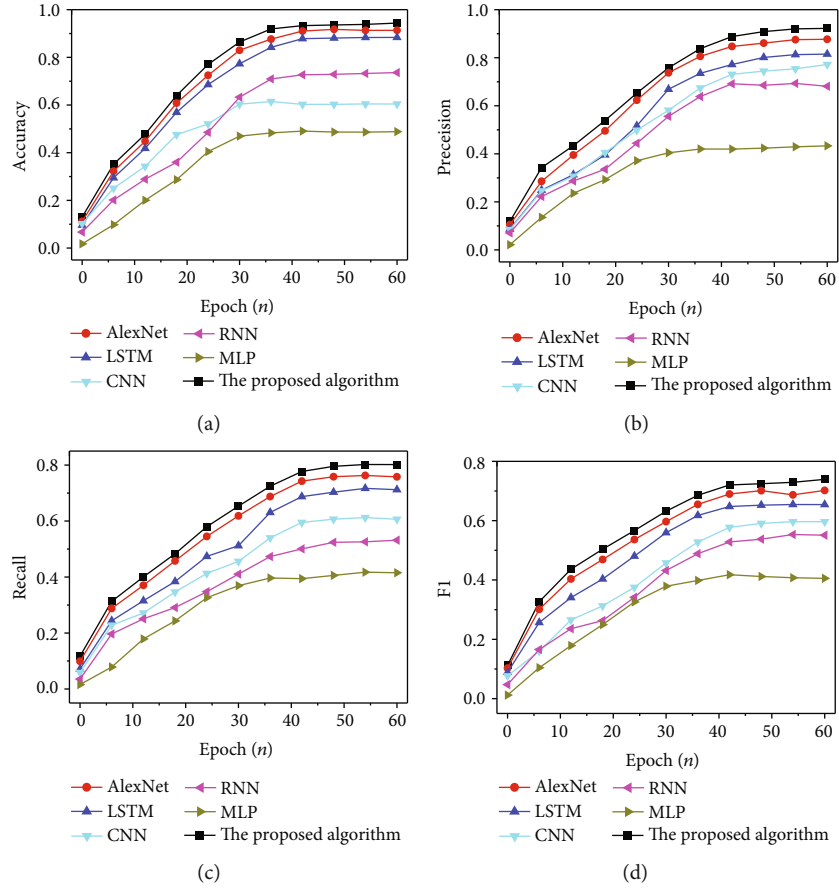 1.0
0.8
0.6
0.4
0.2
0.0
Accuracy
0 10 20 30 40 50 60
Epoch (n)
AlexNet RNN
LSTM MLP
CNN The proposed algorithm
(a)
1.0
0.8
0.6
0.4
0.2
0.0
Preceision
0 10 20 30 40 50 60
Epoch (n)
AlexNet RNN
LSTM MLP
CNN The proposed algorithm
(b)
0.8
0.6
0.4
0.2
0.0
Recall
0 10 20 30 40 50 60
Epoch (n)
AlexNet RNN
LSTM MLP
CNN The proposed algorithm
(c)
0.8
0.6
0.4
0.2
0.0
F1
0 10 20 30 40 50 60
Epoch (n)
AlexNet RNN
LSTM MLP
CNN The proposed algorithm
(d)